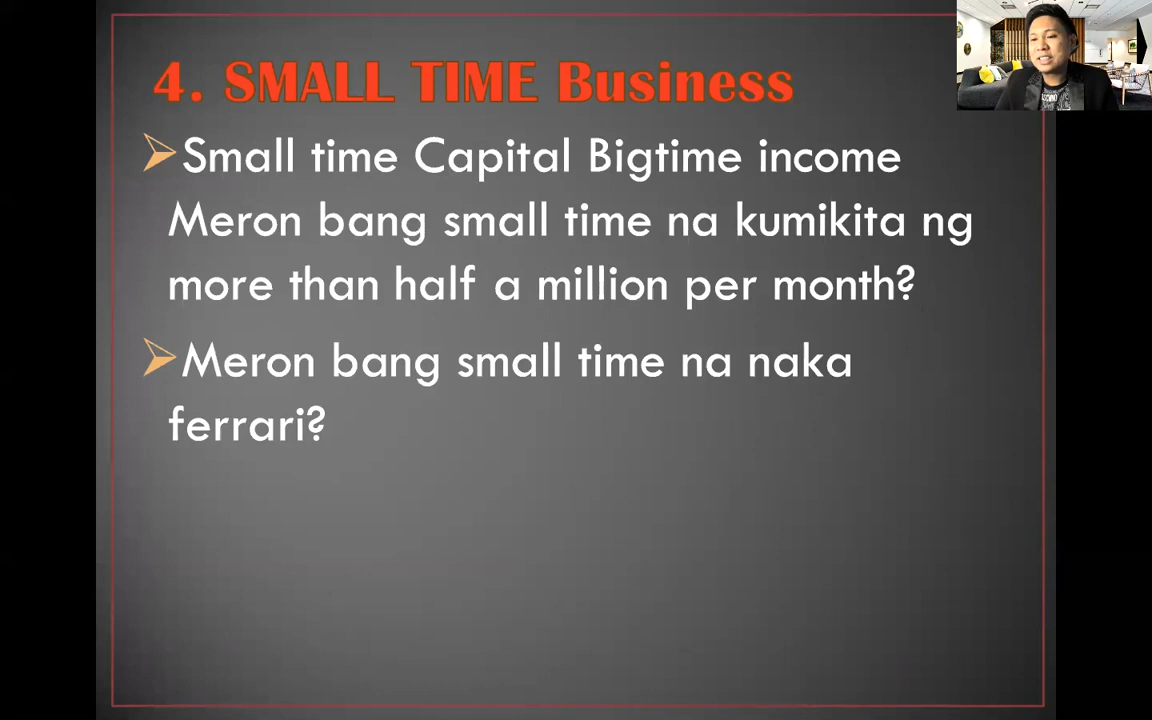 4. SMALL TIME Business
Small time Capital Bigtime income
Meron bang small time na kumikita ng
more than half a million per month?
Meron bang small time na naka
ferrari?